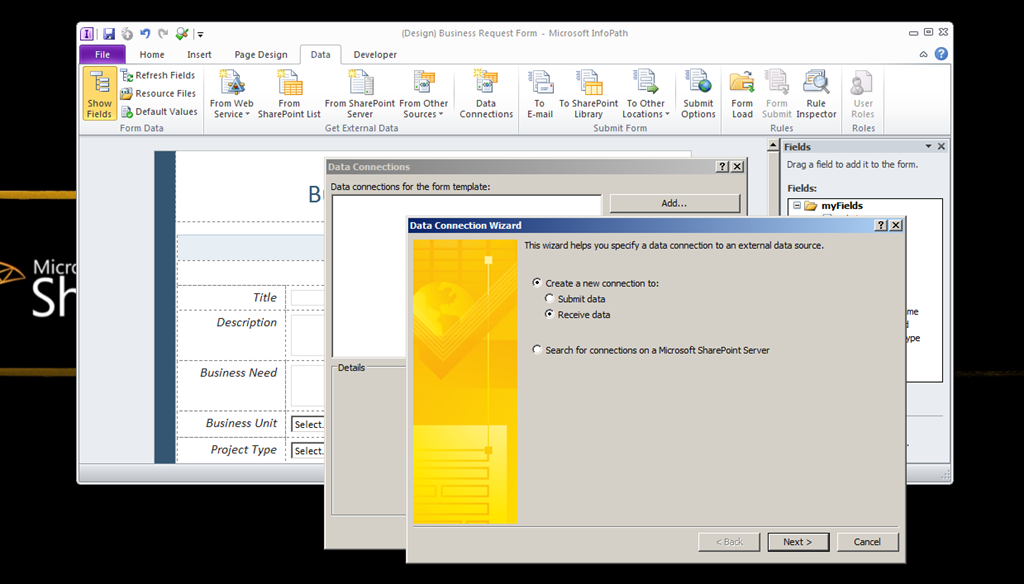 (Design) Business Request Form - Microsoft InfoPath
File Home Insert Page Design Data Developer
Show Fields
Refresh Fields
Resource Files
Default Values
From Web Service
From SharePoint List
From SharePoint Server
From Other Sources
Data Connections
To E-mail
To SharePoint Library
To Other Locations
Submit Options
Form Load
Form Submit
Rule Inspector
User Roles
Form Data Get External Data Submit Form Rules Roles
Fields
Drag a field to add it to the form.
Fields:
myFields
Data Connections
Data connections for the form template:
Add...
Details
Data Connection Wizard
This wizard helps you specify a data connection to an external data source.
Create a new connection to:
Submit data
Receive data
Search for connections on a Microsoft SharePoint Server
< Back Next > Cancel
Title
Description
Business Need
Business Unit Select.
Project Type Select.
Micro
Sh
me
ype